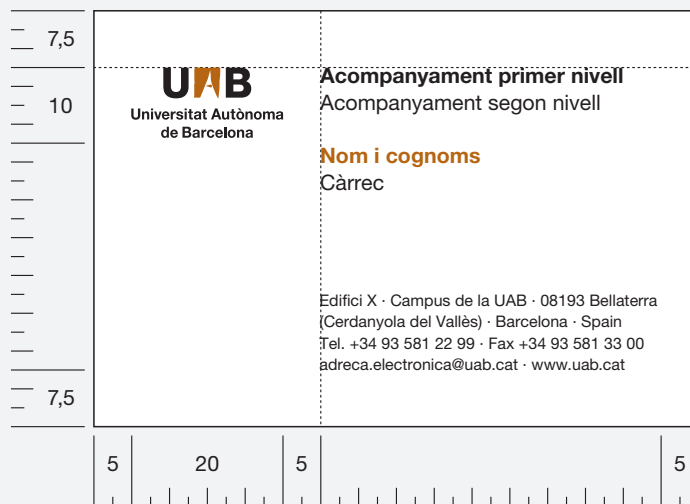 7,5
10
7,5
UAB
Universitat Autònoma
de Barcelona
Acompanyament primer nivell
Acompanyament segon nivell
Nom i cognoms
Càrrec
Edifici X · Campus de la UAB · 08193 Bellaterra
(Cerdanyola del Vallès) · Barcelona · Spain
Tel. +34 93 581 22 99 · Fax +34 93 581 33 00
adreca.electronica@uab.cat · www.uab.cat
5 20 5 5